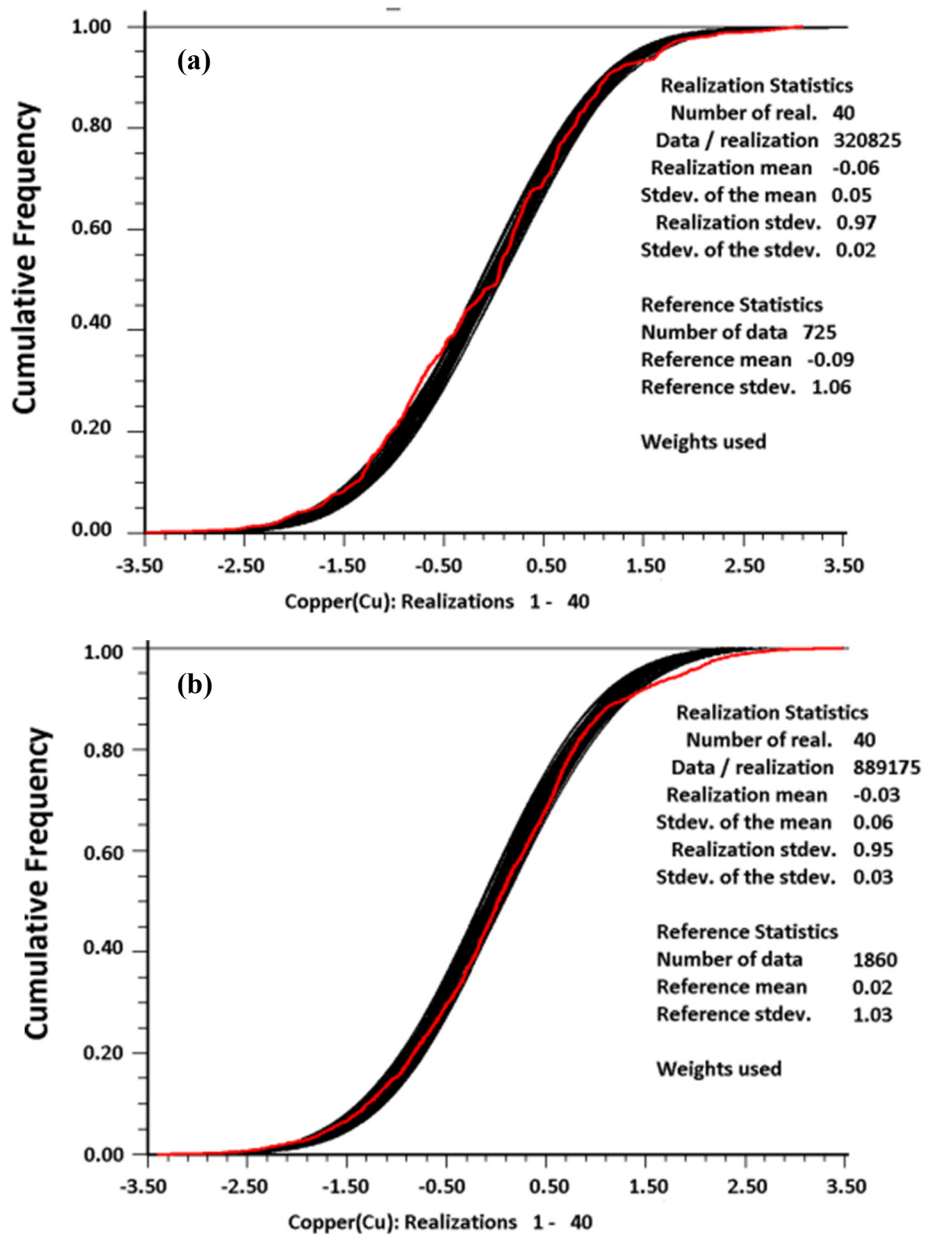 1.00
(a)
0.80
0.60
0.40
0.20
0.00
Cumulative Frequency
Realization Statistics
Number of real. 40
Data / realization 320825
Realization mean -0.06
Stdev. of the mean 0.05
Realization stdev. 0.97
Stdev. of the stdev. 0.02
Reference Statistics
Number of data 725
Reference mean -0.09
Reference stdev. 1.06
Weights used
-3.50 -2.50 -1.50 -0.50 0.50 1.50 2.50 3.50
Copper(Cu): Realizations 1 - 40
1.00
(b)
0.80
0.60
0.40
0.20
0.00
Cumulative Frequency
Realization Statistics
Number of real. 40
Data / realization 889175
Realization mean -0.03
Stdev. of the mean 0.06
Realization stdev. 0.95
Stdev. of the stdev. 0.03
Reference Statistics
Number of data 1860
Reference mean 0.02
Reference stdev. 1.03
Weights used
-3.50 -2.50 -1.50 -0.50 0.50 1.50 2.50 3.50
Copper(Cu): Realizations 1 - 40